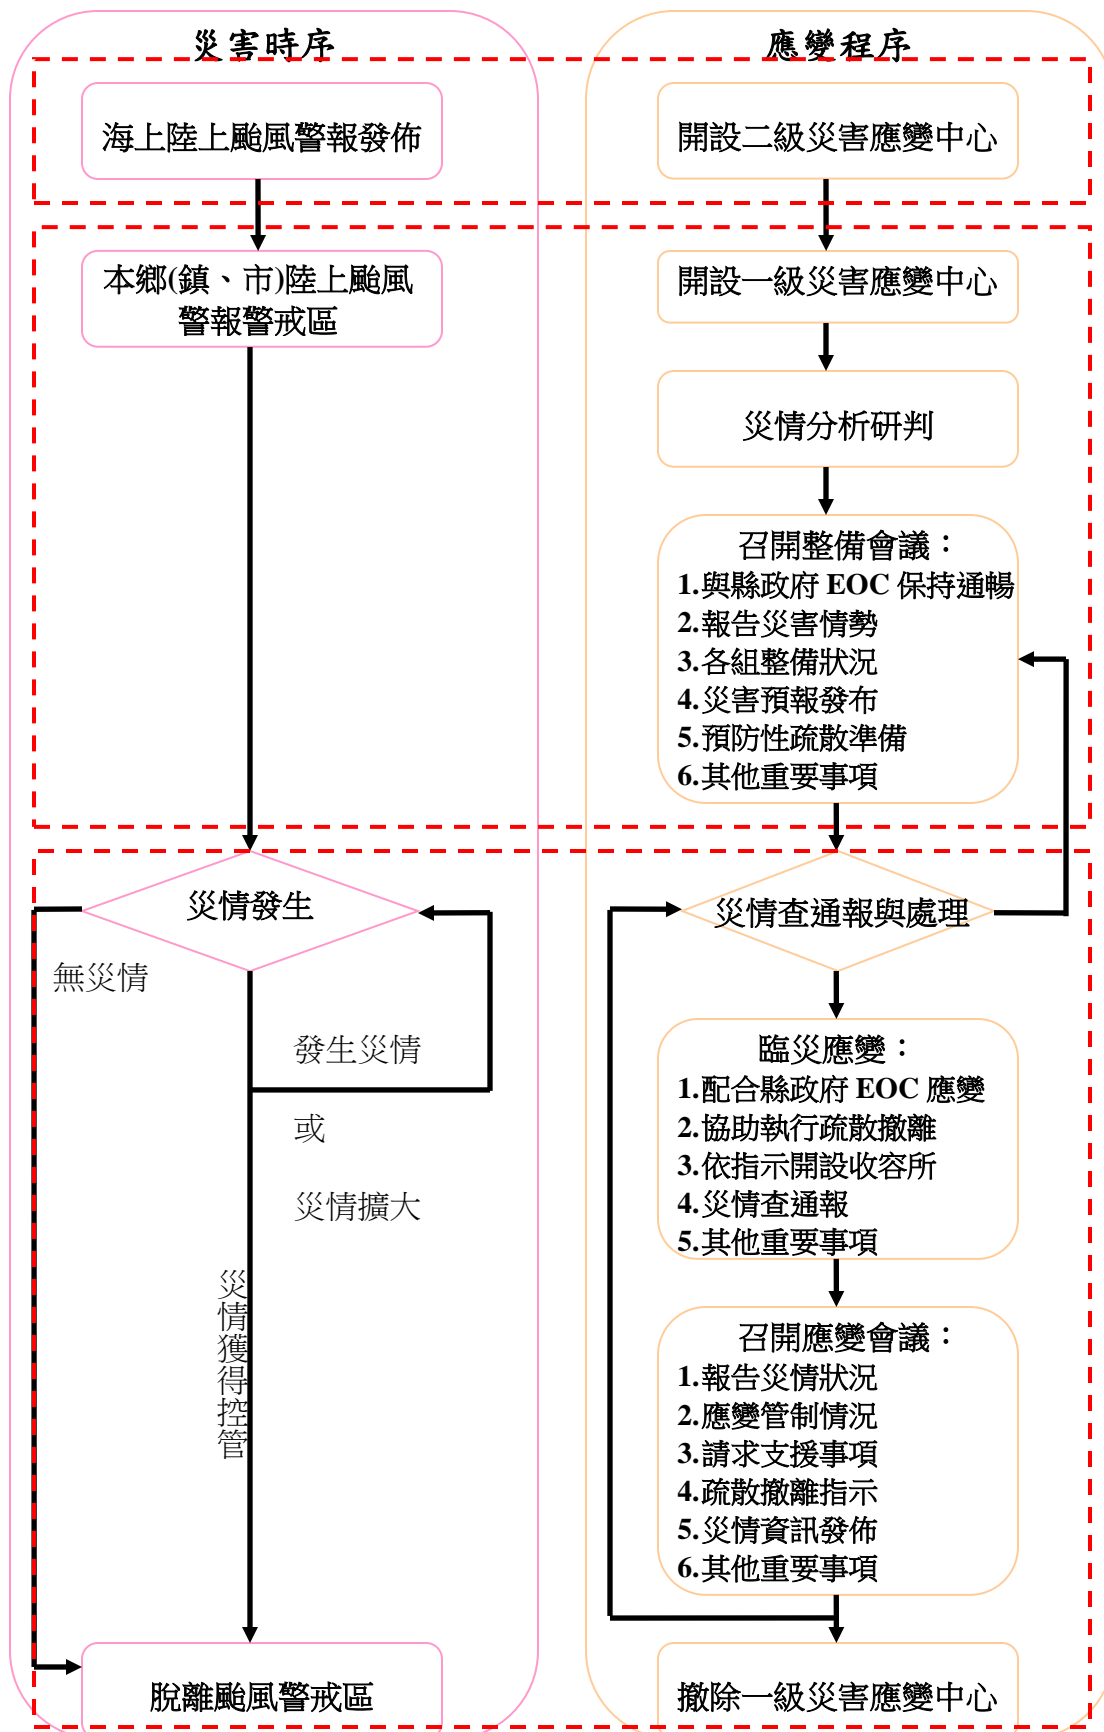 災害時序
海上陸上颱風警報發佈
本鄉(鎮、市)陸上颱風
警報警戒區
災情發生
無災情
發生災情
或
災情擴大
災情獲得控管
脫離颱風警戒區
應變程序
開設二級災害應變中心
開設一級災害應變中心
災情分析研判
召開整備會議：
1.與縣政府 EOC 保持通暢
2.報告災害情勢
3.各組整備狀況
4.災害預報發布
5.預防性疏散準備
6.其他重要事項
災情查通報與處理
臨災應變：
1.配合縣政府 EOC 應變
2.協助執行疏散撤離
3.依指示開設收容所
4.災情查通報
5.其他重要事項
召開應變會議：
1.報告災情狀況
2.應變管制情況
3.請求支援事項
4.疏散撤離指示
5.災情資訊發佈
6.其他重要事項
撤除一級災害應變中心